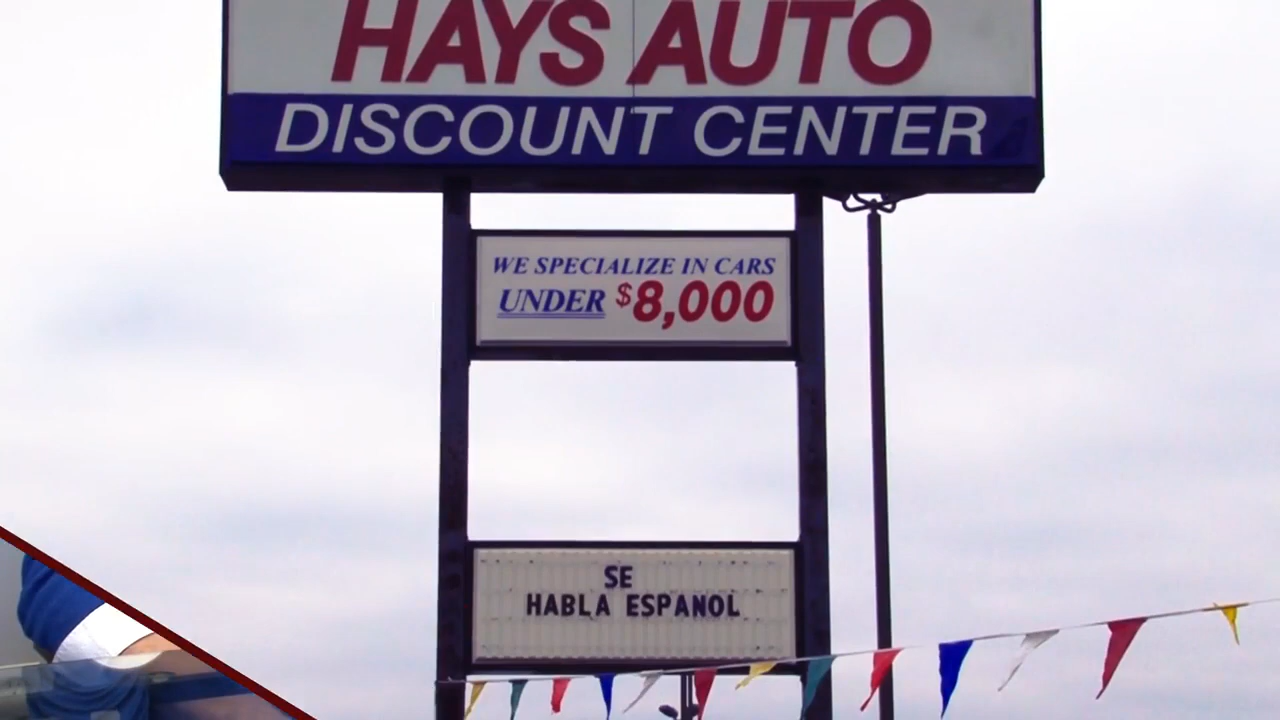 HAYS AUTO
DISCOUNT CENTER
WE SPECIALIZE IN CARS
UNDER $8,000
SE
HABLA ESPANOL